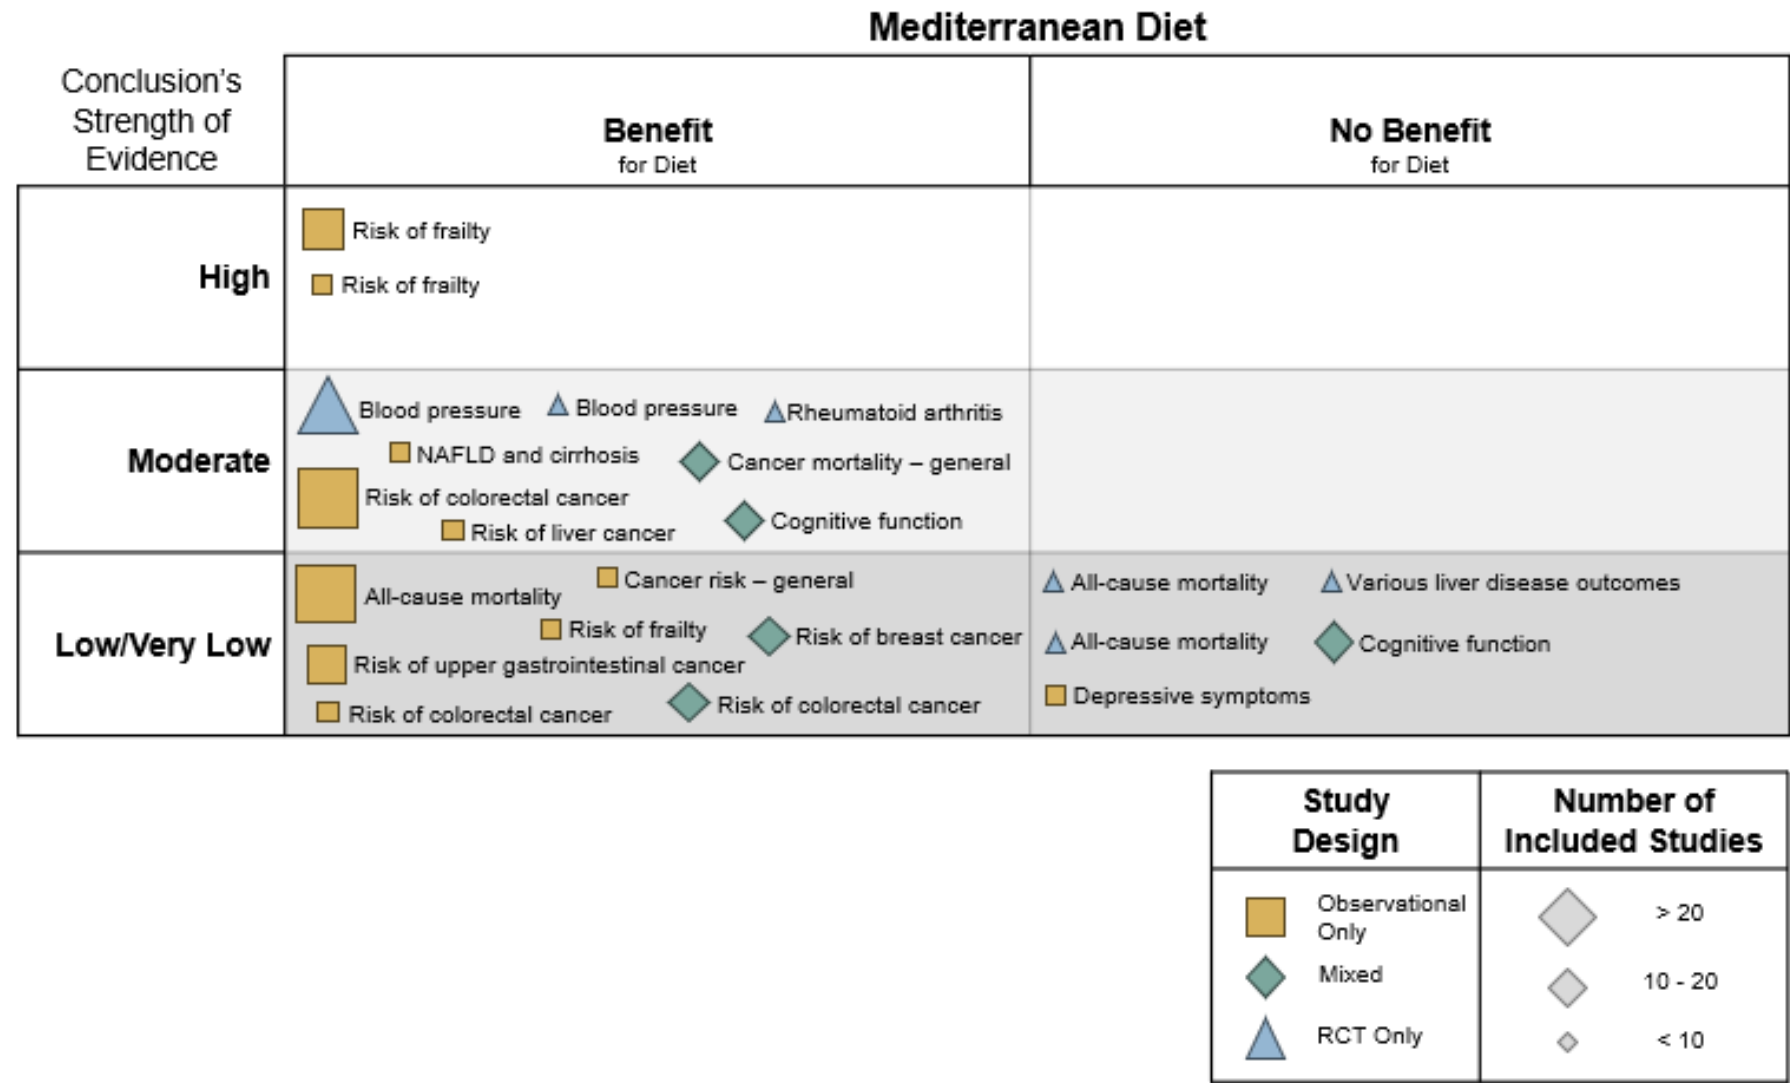 Mediterranean Diet
Conclusion's
Strength of
Evidence
Benefit
for Diet
No Benefit
for Diet
High
Risk of frailty
Risk of frailty
Moderate
Blood pressure
Blood pressure
Rheumatoid arthritis
NAFLD and cirrhosis
Cancer mortality – general
Risk of colorectal cancer
Risk of liver cancer
Cognitive function
Low/Very Low
All-cause mortality
Cancer risk – general
Risk of frailty
Risk of breast cancer
Risk of upper gastrointestinal cancer
Risk of colorectal cancer
Risk of colorectal cancer
All-cause mortality
Various liver disease outcomes
All-cause mortality
Cognitive function
Depressive symptoms
Study
Design
Number of
Included Studies
Observational
Only
> 20
Mixed
10 - 20
RCT Only
< 10